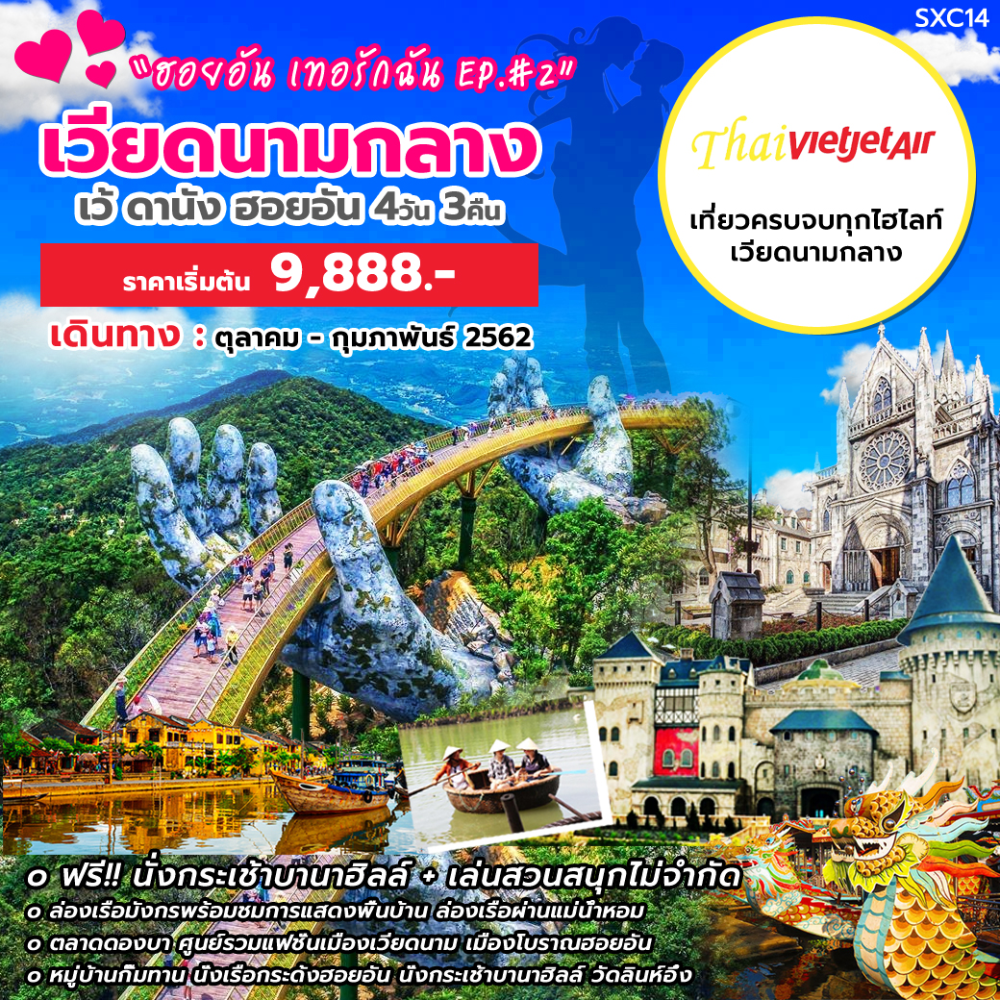 SXC14
"ฮอยอัน เทอรักฉัน EP.#2"
เวียดนามกลาง
เว้ ดานัง ฮอยอัน 4วัน 3คืน
ราคาเริ่มต้น 9,888.-
เดินทาง : ตุลาคม - กุมภาพันธ์ 2562
Thai vietjet Air
เที่ยวครบจบทุกไฮไลท์
เวียดนามกลาง
o ฟรี!! นั่งกระเช้าบานาฮิลล์ + เล่นสวนสนุกไม่จำกัด
o ล่องเรือมังกรพร้อมชมการแสดงพื้นบ้าน ล่องเรือผ่านแม่น้ำหอม
o ตลาดดองบา ศูนย์รวมแฟชั่นเมืองเวียดนาม เมืองโบราณฮอยอัน
o หมู่บ้านกิ๊มทาน นั่งเรือกระด้งฮอยอัน นั่งกระเช้าบานาฮิลล์ วัดลินห์อึ๋ง